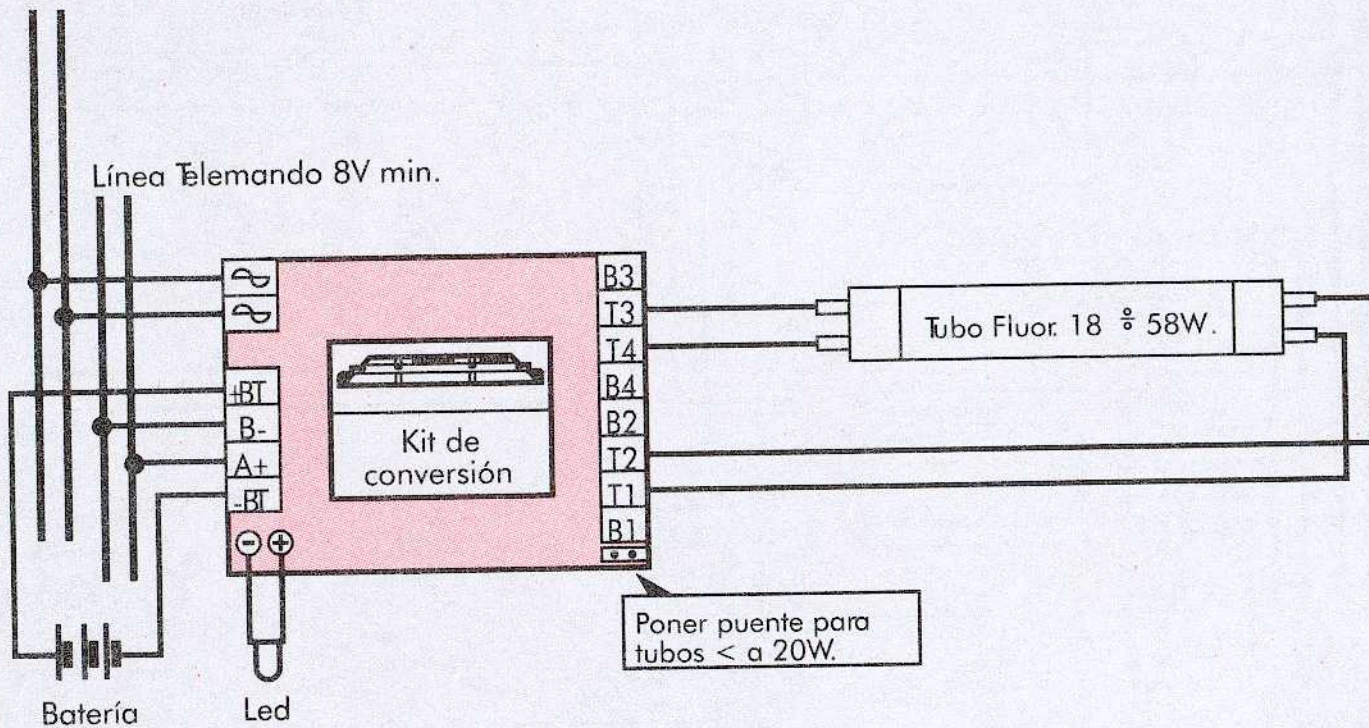 Línea Telemando 8V min.
B3
T3
T4
B4
B2
T2
T1
B1
+BT
B-
A+
-BT
- +
Kit de
conversión
Tubo Fluor. 18 ÷ 58W.
Poner puente para
tubos < a 20W.
Batería
Led